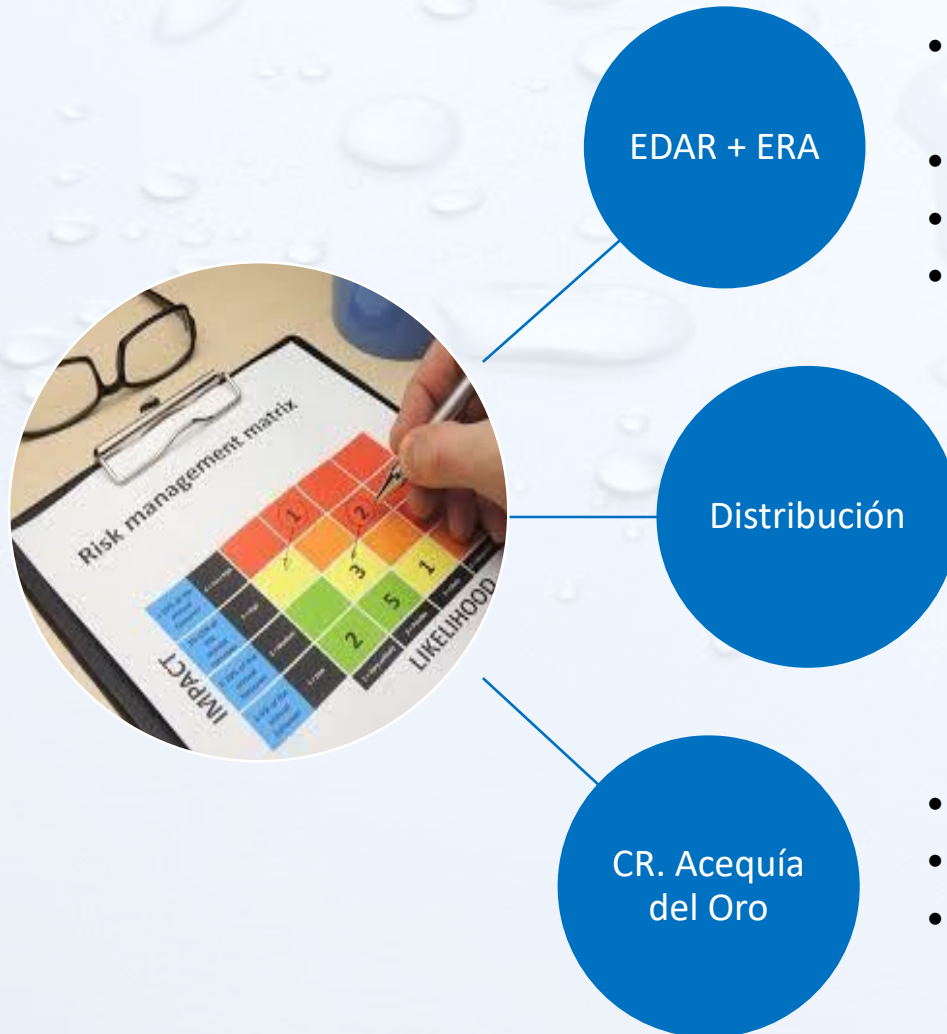 EDAR + ERA
Risk management matrix
1
2
3
1
5
2
IMPACT
LIKELIHOOD
Distribución
CR. Acequía
del Oro